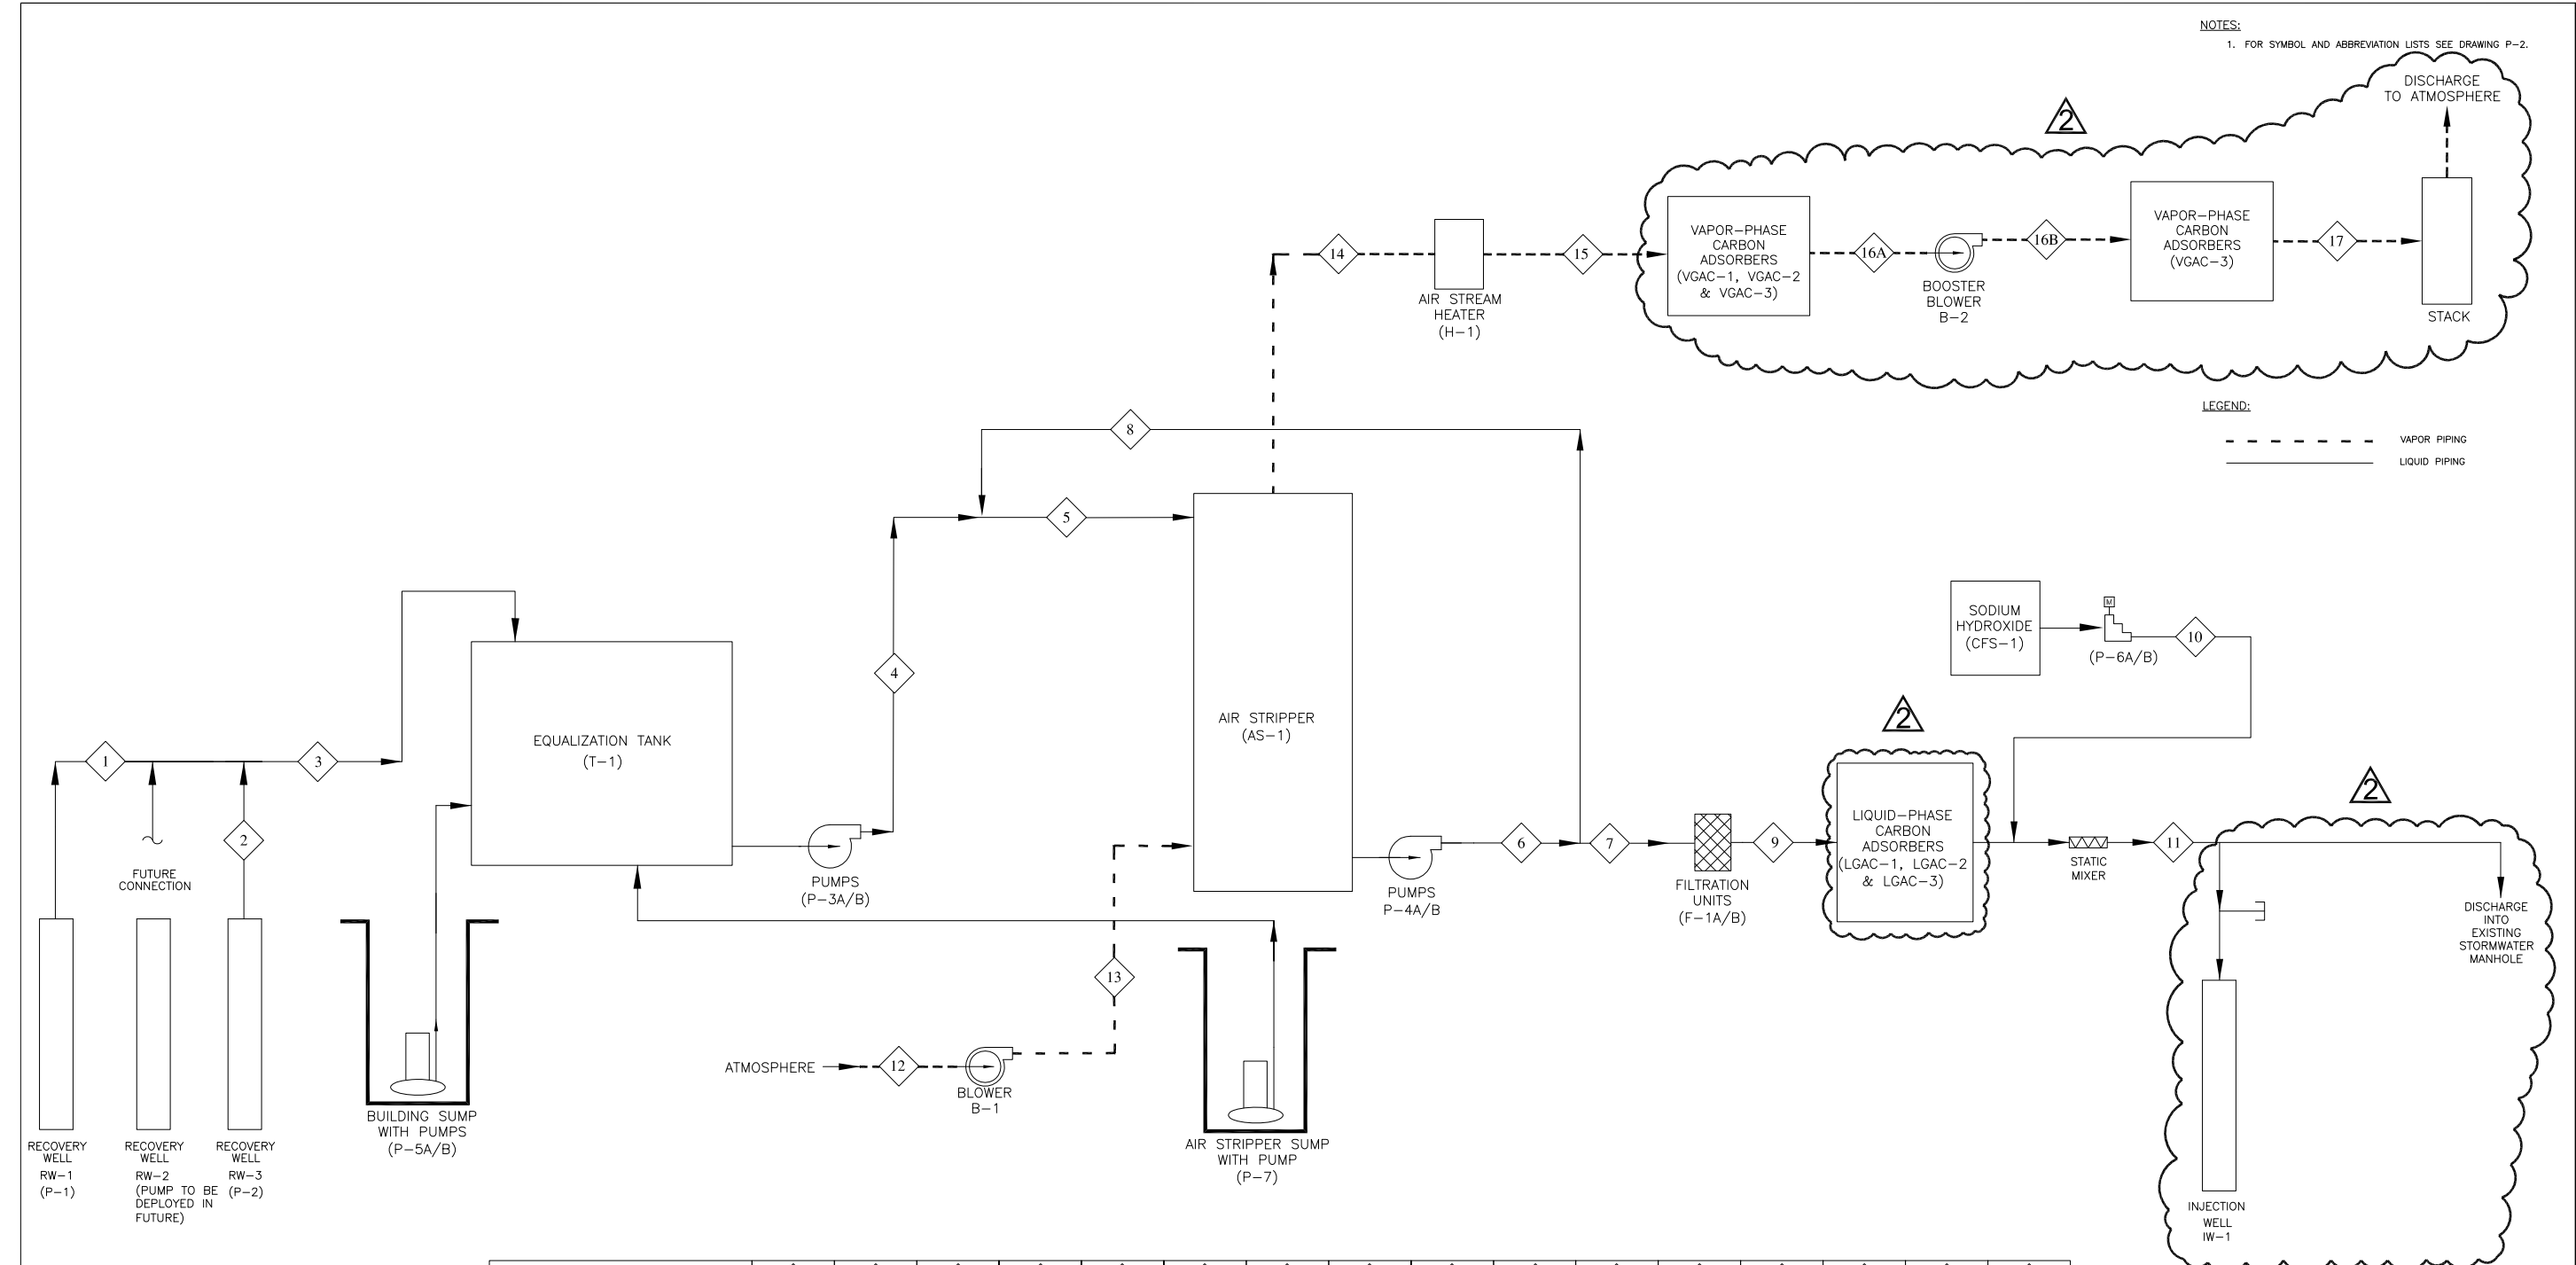 NOTES:
1. FOR SYMBOL AND ABBREVIATION LISTS SEE DRAWING P-2.
DISCHARGE
TO ATMOSPHERE
2
14
AIR STREAM
HEATER
(H-1)
15
VAPOR-PHASE
CARBON
ADSORBERS
(VGAC-1, VGAC-2
& VGAC-3)
16A
BOOSTER
BLOWER
B-2
16B
VAPOR-PHASE
CARBON
ADSORBERS
(VGAC-3)
17
STACK
LEGEND:
VAPOR PIPING
LIQUID PIPING
8
5
4
SODIUM
HYDROXIDE
(CFS-1)
M
(P-6A/B)
10
1
3
2
FUTURE
CONNECTION
EQUALIZATION TANK
(T-1)
PUMPS
(P-3A/B)
AIR STRIPPER
(AS-1)
PUMPS
P-4A/B
6
7
FILTRATION
UNITS
(F-1A/B)
9
2
LIQUID-PHASE
CARBON
ADSORBERS
(LGAC-1, LGAC-2
& LGAC-3)
STATIC
MIXER
11
2
DISCHARGE
INTO
EXISTING
STORMWATER
MANHOLE
13
ATMOSPHERE
12
BLOWER
B-1
RECOVERY
WELL
RW-1
(P-1)
RECOVERY
WELL
RW-2
(PUMP TO BE
DEPLOYED IN
FUTURE)
RECOVERY
WELL
RW-3
(P-2)
BUILDING SUMP
WITH PUMPS
(P-5A/B)
AIR STRIPPER SUMP
WITH PUMP
(P-7)
INJECTION
WELL
IW-1